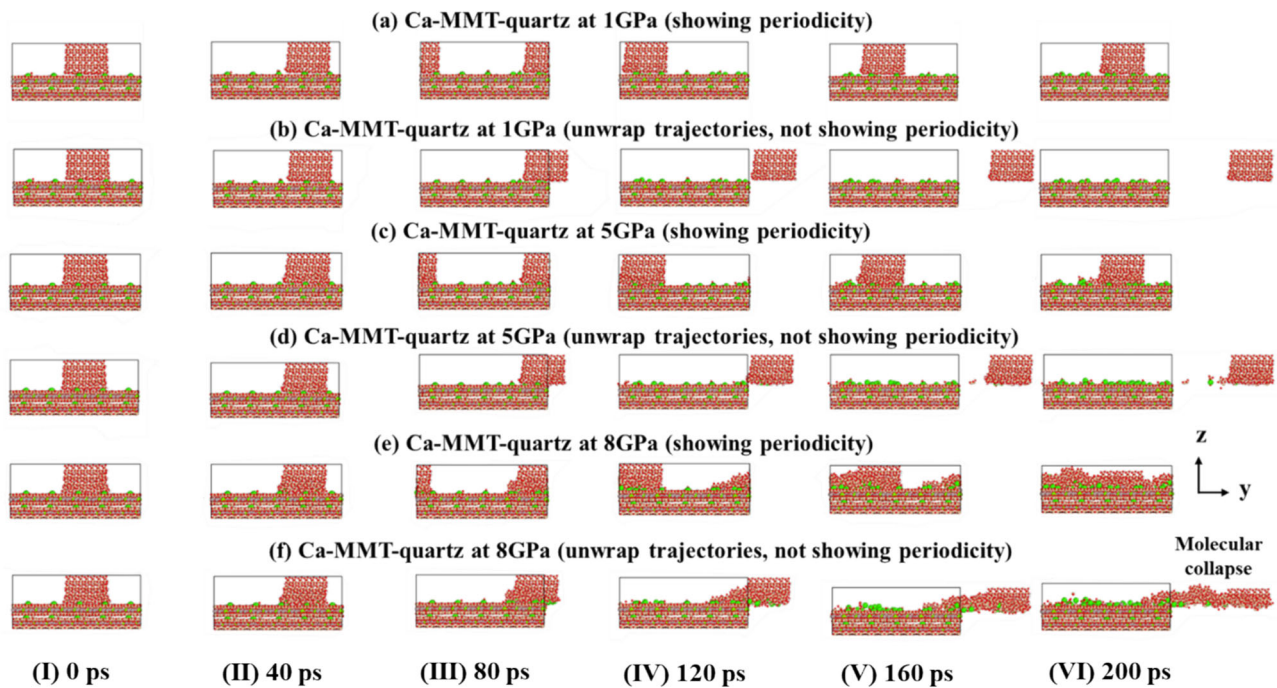 (a) Ca-MMT-quartz at 1GPa (showing periodicity)
(b) Ca-MMT-quartz at 1GPa (unwrap trajectories, not showing periodicity)
(c) Ca-MMT-quartz at 5GPa (showing periodicity)
(d) Ca-MMT-quartz at 5GPa (unwrap trajectories, not showing periodicity)
(e) Ca-MMT-quartz at 8GPa (showing periodicity)
z
y
(f) Ca-MMT-quartz at 8GPa (unwrap trajectories, not showing periodicity)
Molecular
collapse
(I) 0 ps (II) 40 ps (III) 80 ps (IV) 120 ps (V) 160 ps (VI) 200 ps